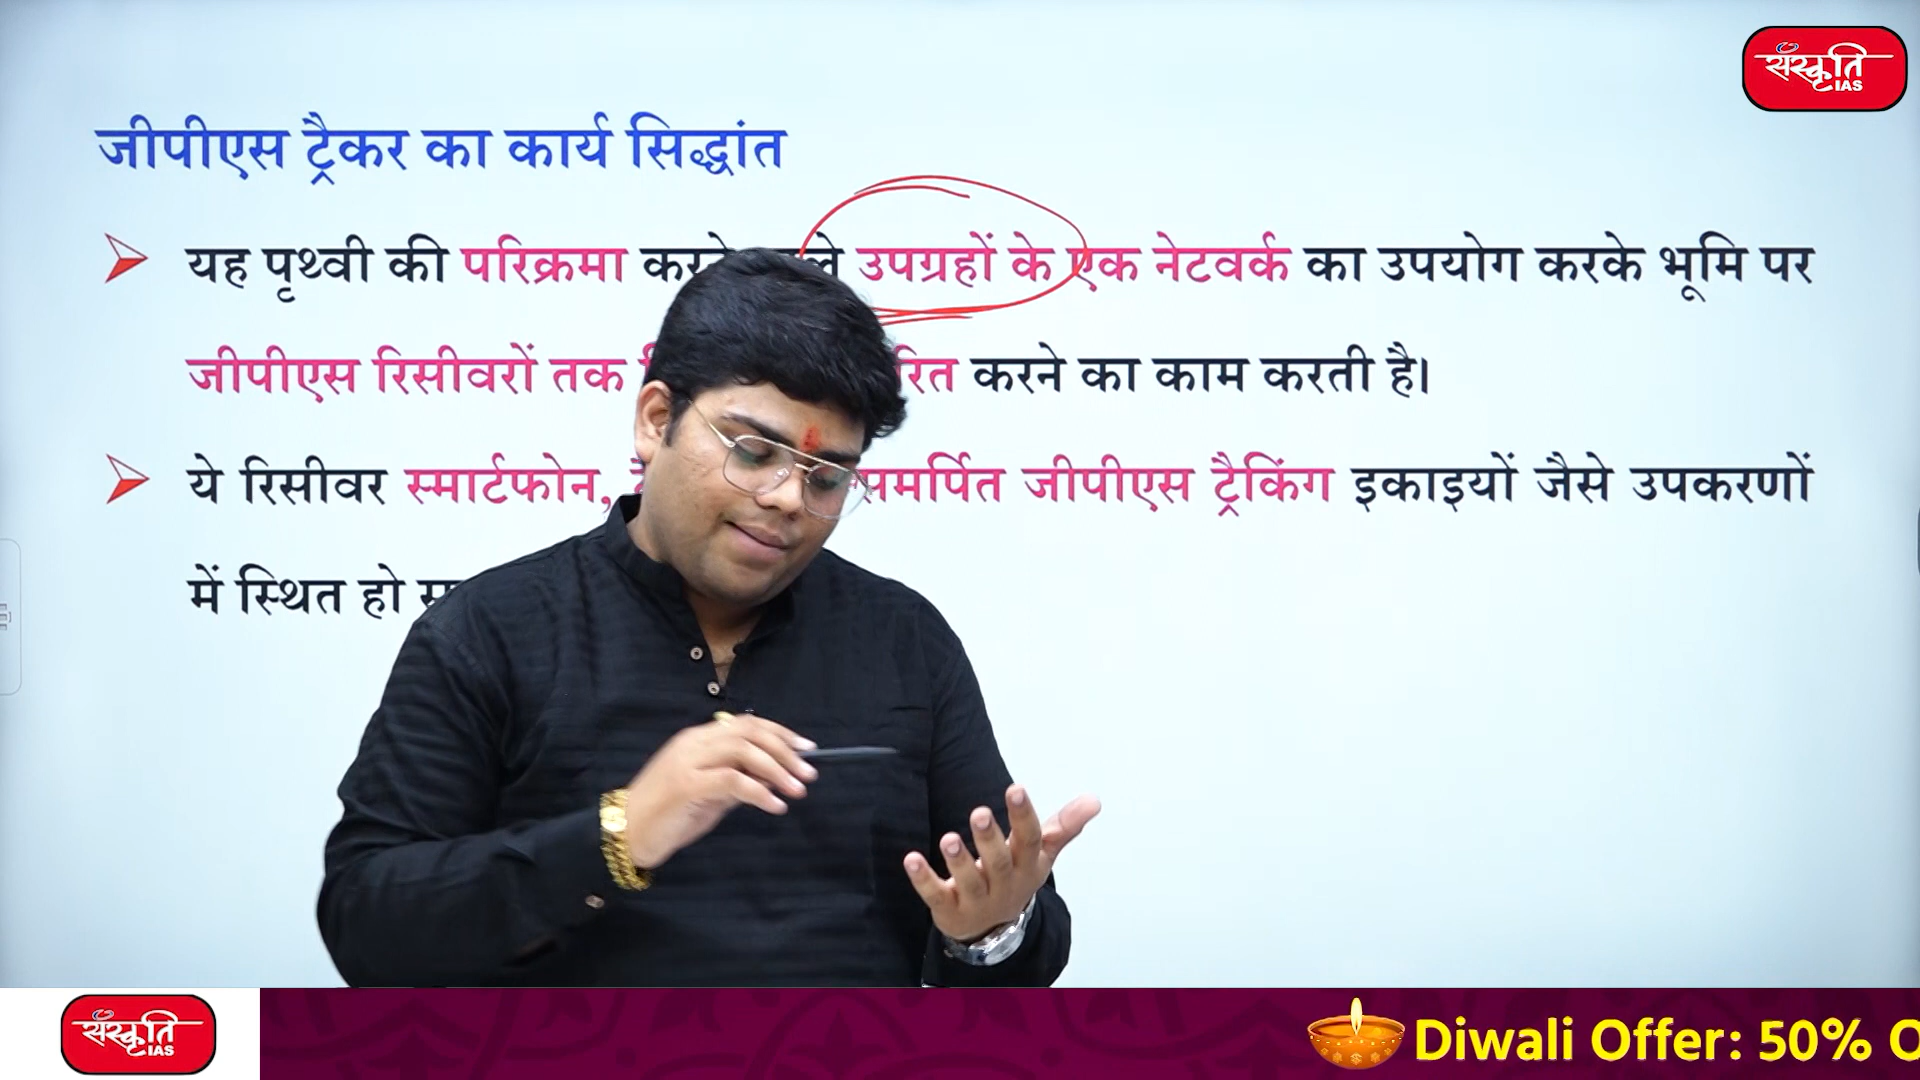 संस्कृति
IAS
जीपीएस ट्रैकर का कार्य सिद्धांत
यह पृथ्वी की परिक्रमा करने वाले उपग्रहों के एक नेटवर्क का उपयोग करके भूमि पर
जीपीएस रिसीवरों तक करने का काम करती है।
ये रिसीवर स्मार्टफोन, समर्पित जीपीएस ट्रैकिंग इकाइयों जैसे उपकरणों
में स्थित हो
संस्कृति
IAS
Diwali Offer: 50%